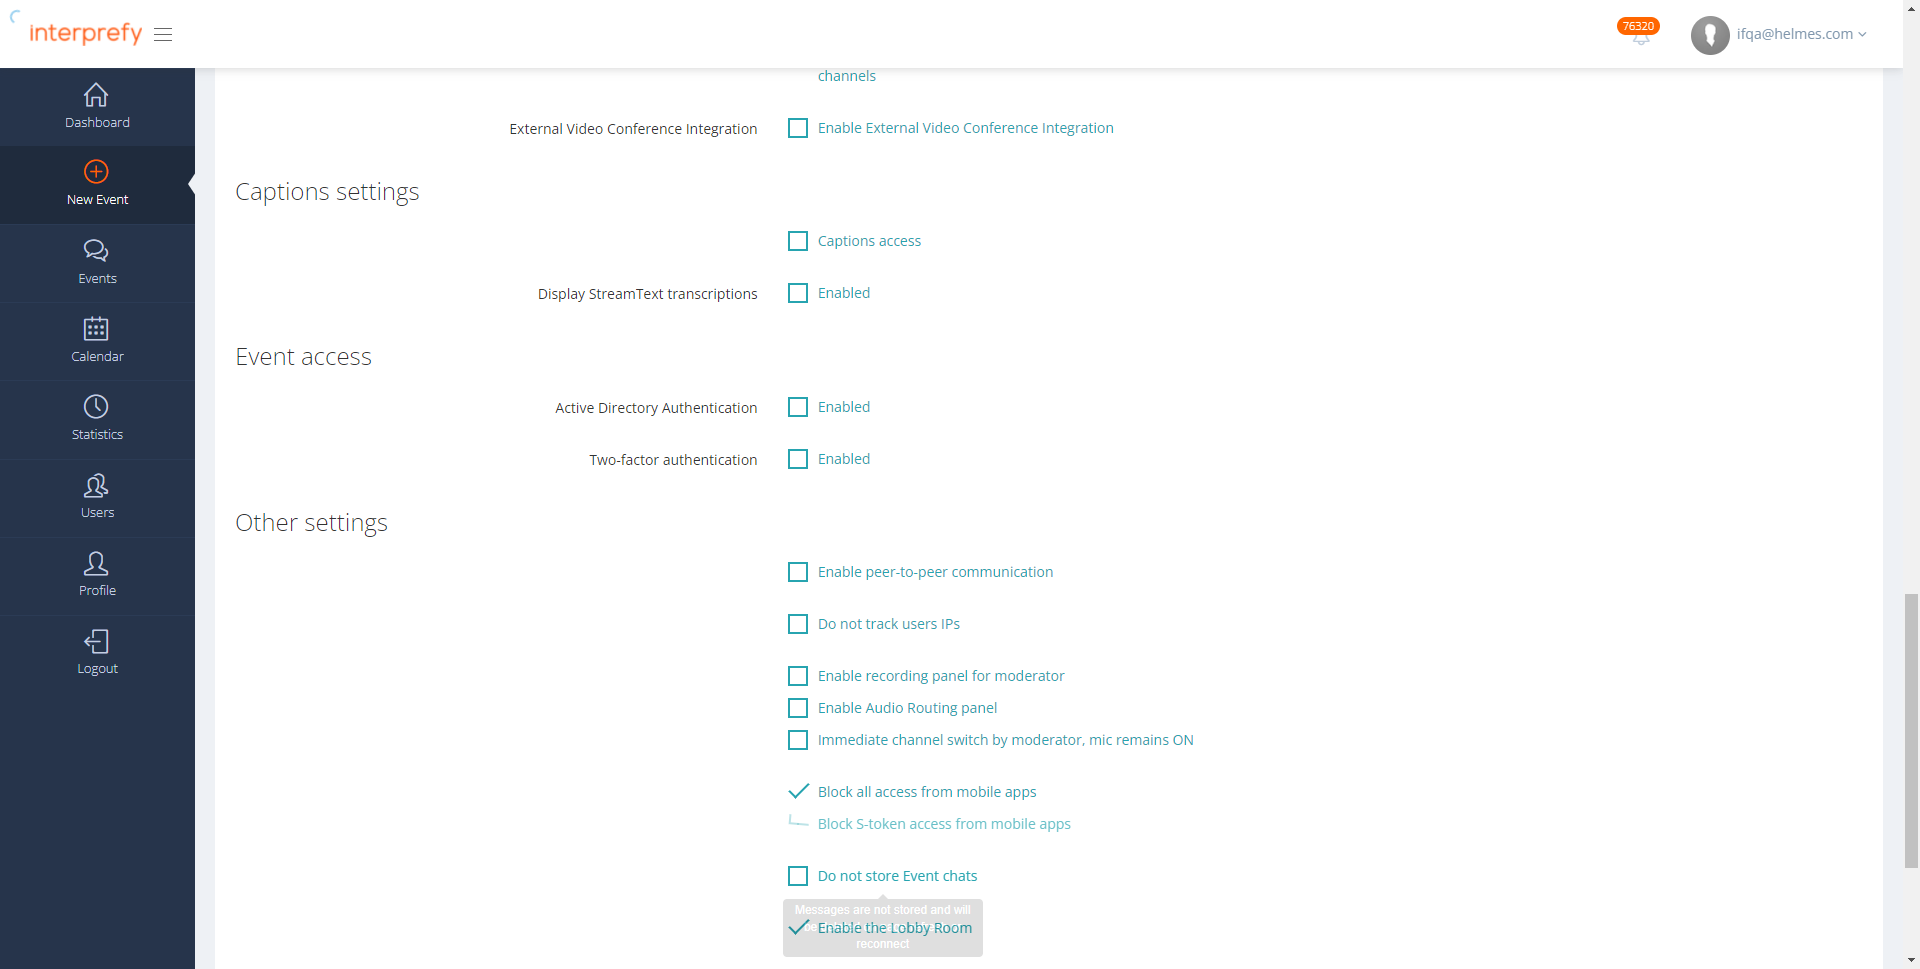 interprefy
76320
ifqa@helmes.com
Dashboard
New Event
Events
Calendar
Statistics
Users
Profile
Logout
channels
External Video Conference Integration
Enable External Video Conference Integration
Captions settings
Captions access
Display StreamText transcriptions
Enabled
Event access
Active Directory Authentication
Enabled
Two-factor authentication
Enabled
Other settings
Enable peer-to-peer communication
Do not track users IPs
Enable recording panel for moderator
Enable Audio Routing panel
Immediate channel switch by moderator, mic remains ON
Block all access from mobile apps
Block S-token access from mobile apps
Do not store Event chats
Messages are not stored and will
Enable the Lobby Room
reconnect